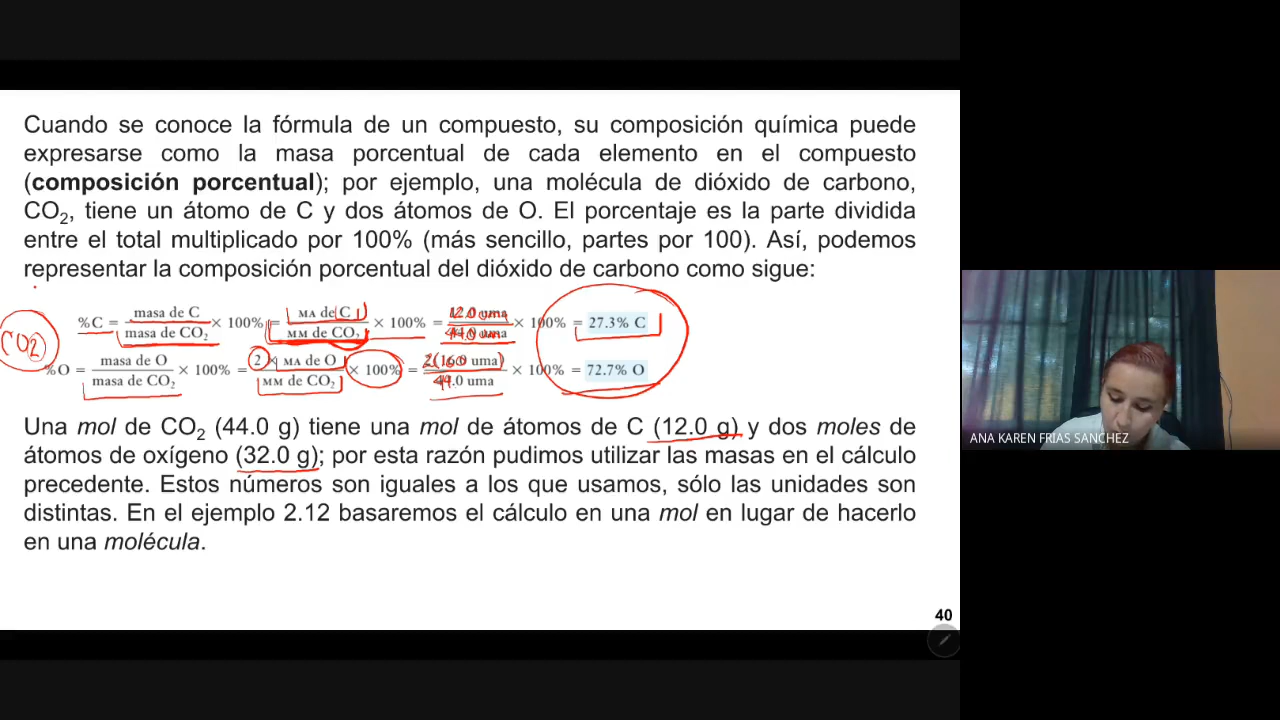 Cuando se conoce la fórmula de un compuesto, su composición química puede
expresarse como la masa porcentual de cada elemento en el compuesto
(composición porcentual); por ejemplo, una molécula de dióxido de carbono,
CO₂, tiene un átomo de C y dos átomos de O. El porcentaje es la parte dividida
entre el total multiplicado por 100% (más sencillo, partes por 100). Así, podemos
representar la composición porcentual del dióxido de carbono como sigue:
CO₂
%C = masa de C / masa de CO₂ × 100% = MA de C / MM de CO₂ × 100% = 12.0 uma / 44.0 uma × 100% = 27.3% C
%O = masa de O / masa de CO₂ × 100% = 2 × MA de O / MM de CO₂ × 100% = 2(16.0 uma) / 44.0 uma × 100% = 72.7% O
Una mol de CO₂ (44.0 g) tiene una mol de átomos de C (12.0 g) y dos moles de
átomos de oxígeno (32.0 g); por esta razón pudimos utilizar las masas en el cálculo
precedente. Estos números son iguales a los que usamos, sólo las unidades son
distintas. En el ejemplo 2.12 basaremos el cálculo en una mol en lugar de hacerlo
en una molécula.
40
ANA KAREN FRIAS SANCHEZ